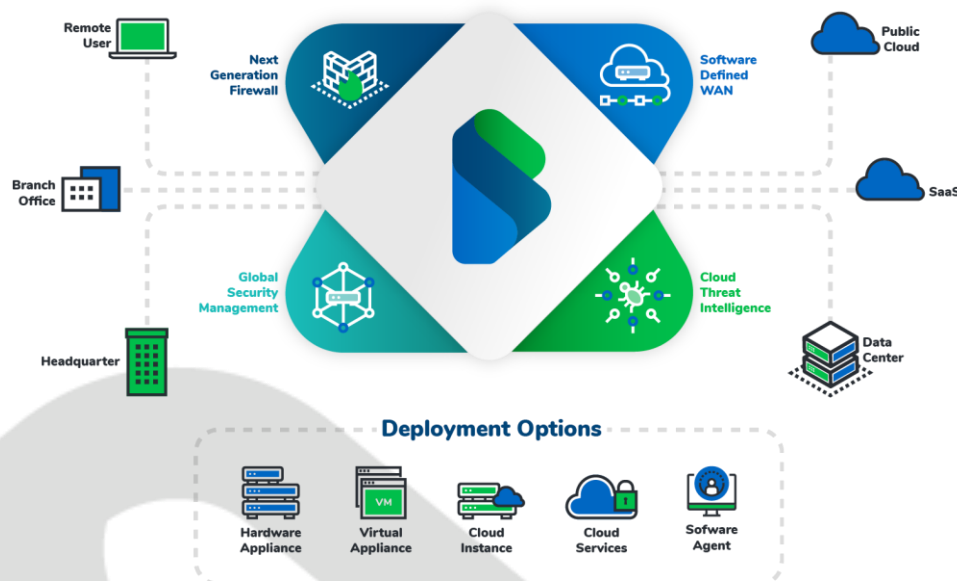 Remote
User
Next
Generation
Firewall
Software
Defined
WAN
Public
Cloud
Branch
Office
SaaS
Global
Security
Management
Cloud
Threat
Intelligence
Headquarter
Data
Center
Deployment Options
VM
Hardware
Appliance
Virtual
Appliance
Cloud
Instance
Cloud
Services
Sofware
Agent